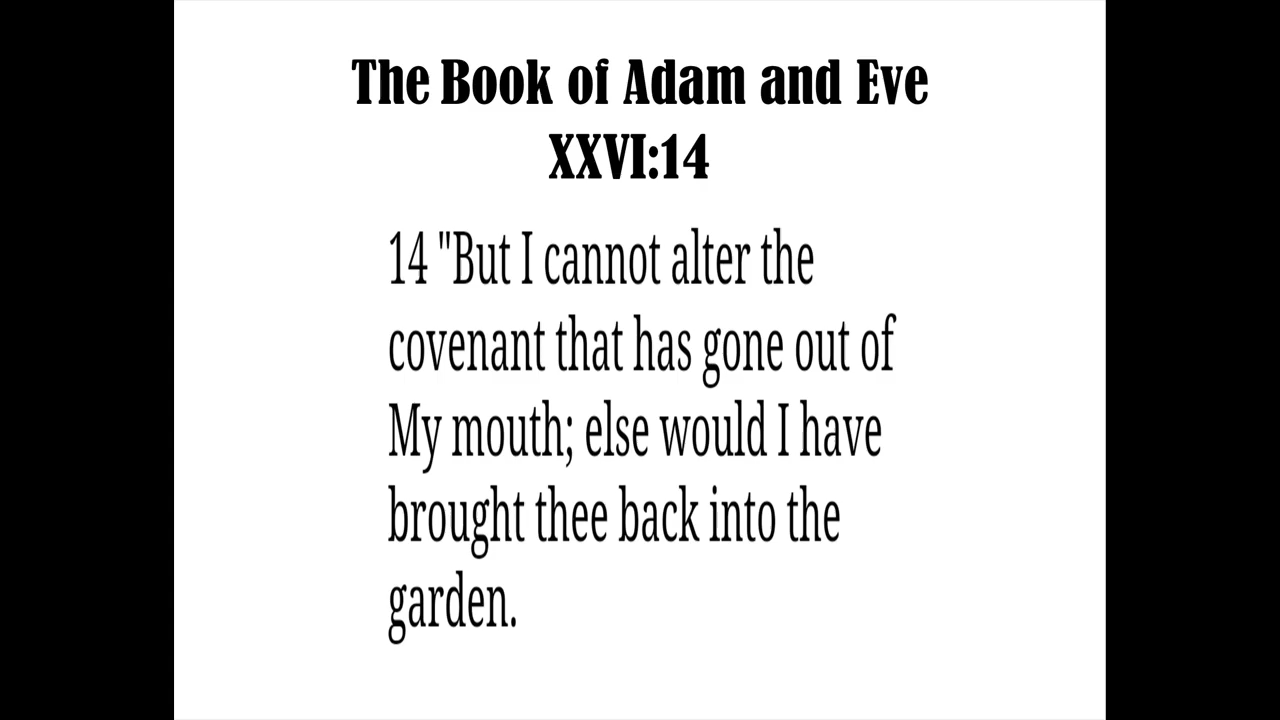 The Book of Adam and Eve
XXVI:14
14 "But I cannot alter the
covenant that has gone out of
My mouth; else would I have
brought thee back into the
garden.